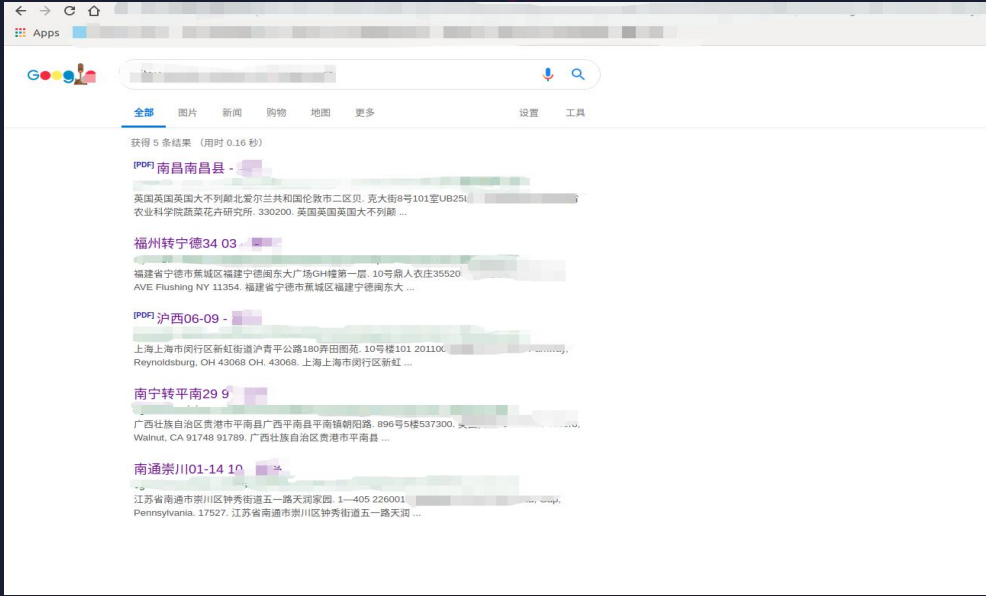 Apps
Google
全部 图片 新闻 购物 地图 更多 设置 工具
获得 5 条结果 （用时 0.16 秒）
[PDF] 南昌南昌县 -
英国英国英国大不列颠北爱尔兰共和国伦敦市二区贝. 克大街8号101室UB25L
农业科学院蔬菜花卉研究所. 330200. 英国英国英国大不列颠 ...
福州转宁德34 03
福建省宁德市蕉城区福建宁德闽东大广场GH幢第一层. 10号鼎人衣庄35520
AVE Flushing NY 11354. 福建省宁德市蕉城区福建宁德闽东大 ...
[PDF] 沪西06-09 -
上海上海市闵行区新虹街道沪青平公路180弄田图苑. 10号楼101 20110
Reynoldsburg, OH 43068 OH. 43068. 上海上海市闵行区新虹 ...
南宁转平南29 9
广西壮族自治区贵港市平南县广西平南县平南镇朝阳路. 896号5楼537300.
Walnut, CA 91748 91789. 广西壮族自治区贵港市平南县 ...
南通崇川01-14 10
江苏省南通市崇川区钟秀街道五一路天润家园. 1—405 226001
Pennsylvania. 17527. 江苏省南通市崇川区钟秀街道五一路天润 ...